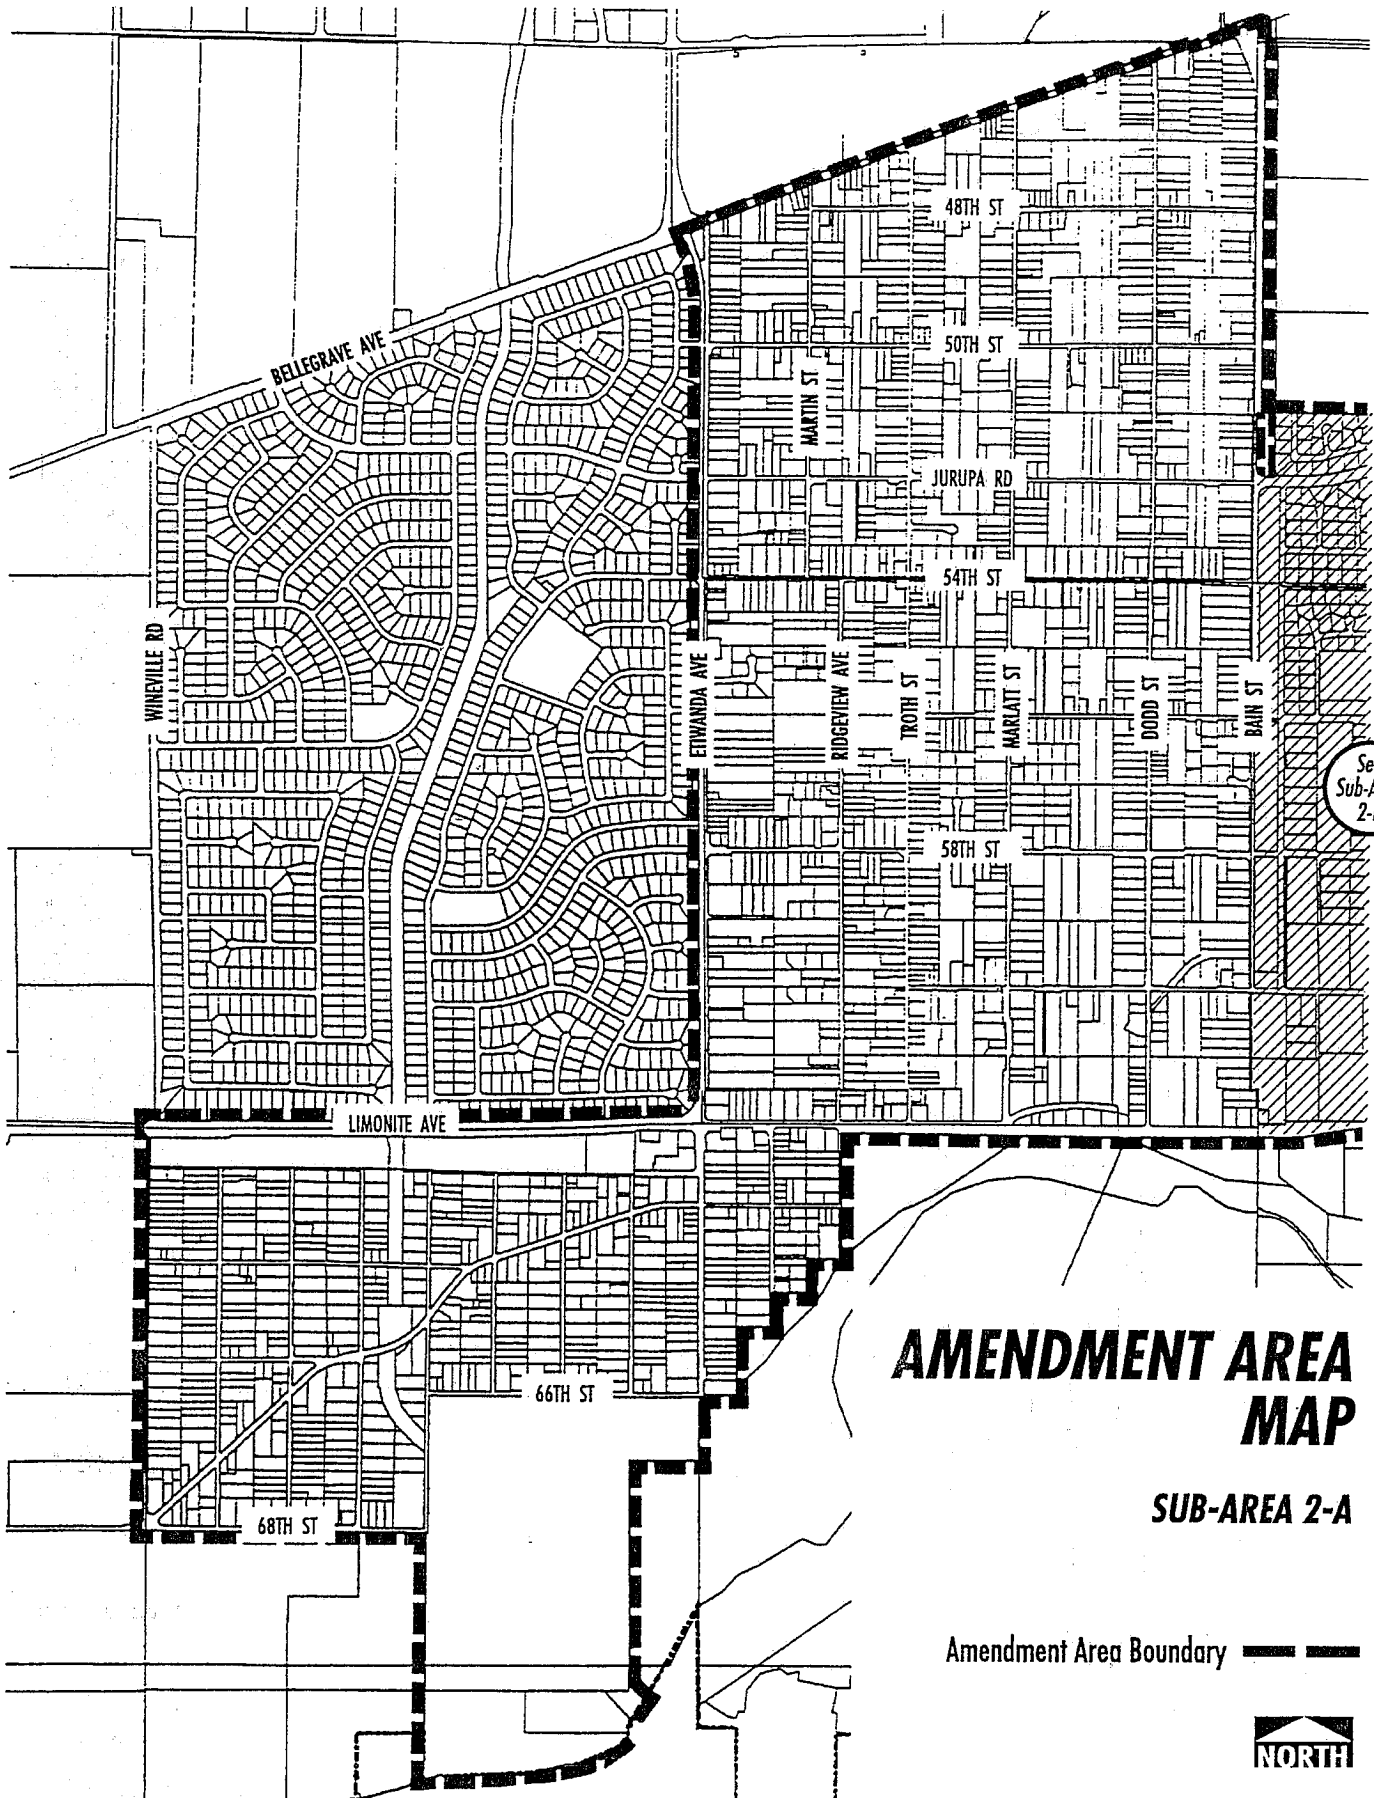 48TH ST
BELLEGRAVE AVE
50TH ST
MARTIN ST
JURUPA RD
54TH ST
WINEVILLE RD
ETIWANDA AVE
RIDGEVIEW AVE
TROTH ST
MARLATT ST
DODD ST
BAIN ST
58TH ST
LIMONITE AVE
AMENDMENT AREA
MAP
66TH ST
SUB-AREA 2-A
68TH ST
Amendment Area Boundary
NORTH